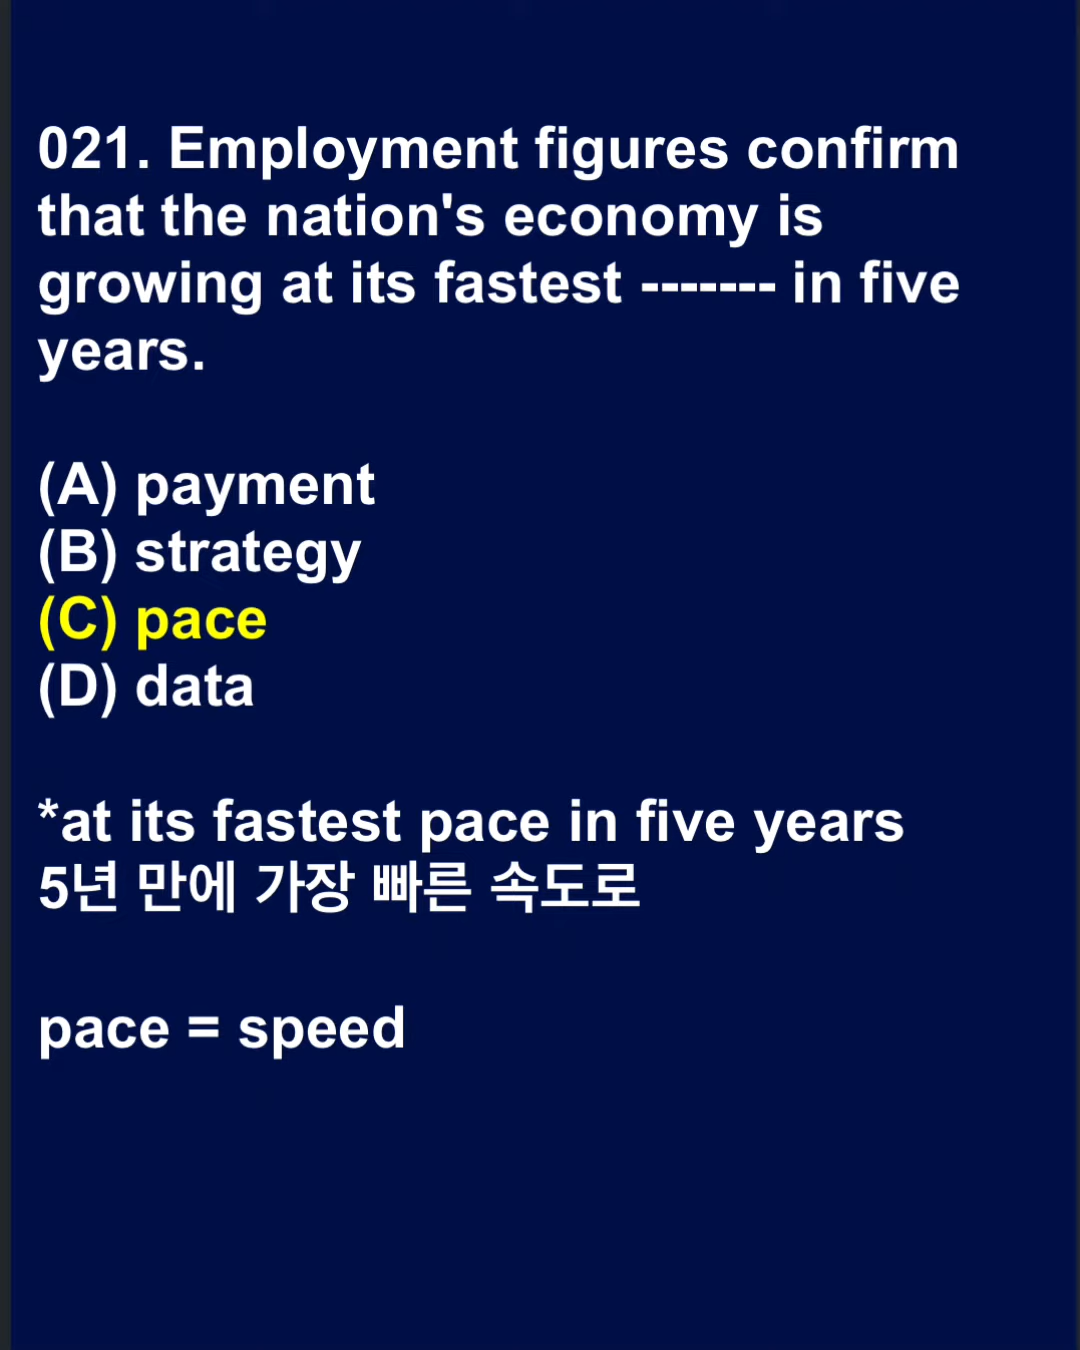 021. Employment figures confirm
that the nation's economy is
growing at its fastest ------- in five
years.
(A) payment
(B) strategy
(C) pace
(D) data
*at its fastest pace in five years
5년 만에 가장 빠른 속도로
pace = speed